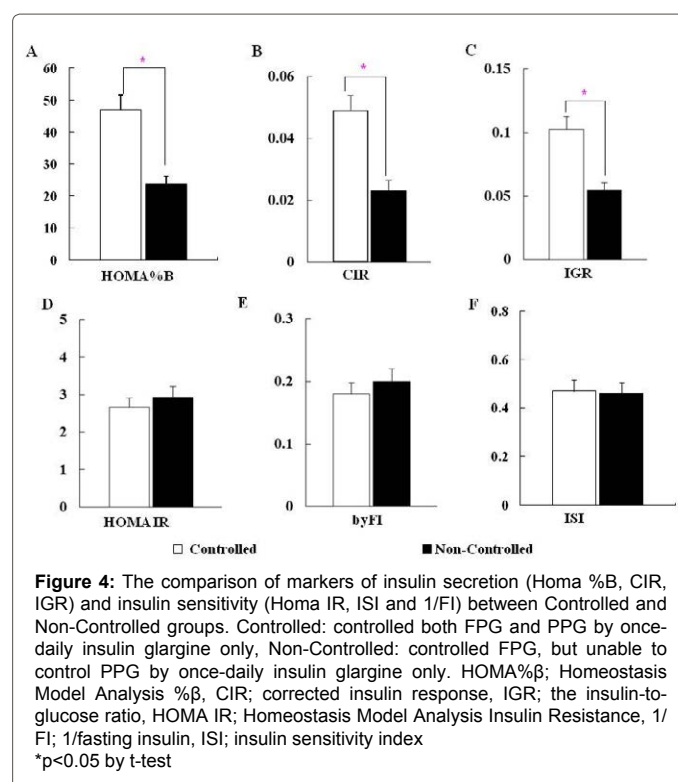 A B C
* * *
60
50
40
30
20
10
0
HOMA%B
0.06
0.04
0.02
0
CIR
0.15
0.1
0.05
0
IGR
D E F
5
4
3
2
1
0
HOMAIR
0.3
0.2
0.1
0
byFI
0.8
0.6
0.4
0.2
0
ISI
Controlled Non-Controlled
Figure 4: The comparison of markers of insulin secretion (Homa %B, CIR,
IGR) and insulin sensitivity (Homa IR, ISI and 1/FI) between Controlled and
Non-Controlled groups. Controlled: controlled both FPG and PPG by once-
daily insulin glargine only, Non-Controlled: controlled FPG, but unable to
control PPG by once-daily insulin glargine only. HOMA%β; Homeostasis
Model Analysis %β, CIR; corrected insulin response, IGR; the insulin-to-
glucose ratio, HOMA IR; Homeostasis Model Analysis Insulin Resistance, 1/
FI; 1/fasting insulin, ISI; insulin sensitivity index
*p<0.05 by t-test